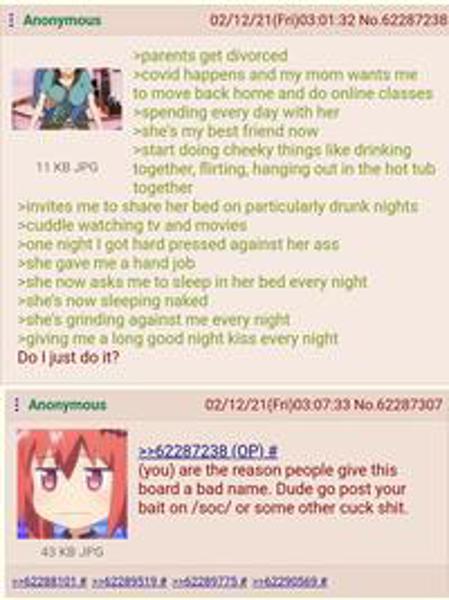 Anonymous 02/12/21(Fri)03:01:32 No.62287238
>parents get divorced
>covid happens and my mom wants me
to move back home and do online classes
>spending every day with her
>she's my best friend now
>start doing cheeky things like drinking
together, flirting, hanging out in the hot tub
together
11 KB JPG
>invites me to share her bed on particularly drunk nights
>cuddle watching tv and movies
>one night I got hard pressed against her ass
>she gave me a hand job
>she now asks me to sleep in her bed every night
>she's now sleeping naked
>she's grinding against me every night
>giving me a long good night kiss every night
Do I just do it?
Anonymous 02/12/21(Fri)03:07:33 No.62287307
>>62287238 (OP) #
(you) are the reason people give this
board a bad name. Dude go post your
bait on /soc/ or some other cuck shit.
43 KB JPG
>>62288101 # >>62289519 # >>62289775 # >>62290569 #